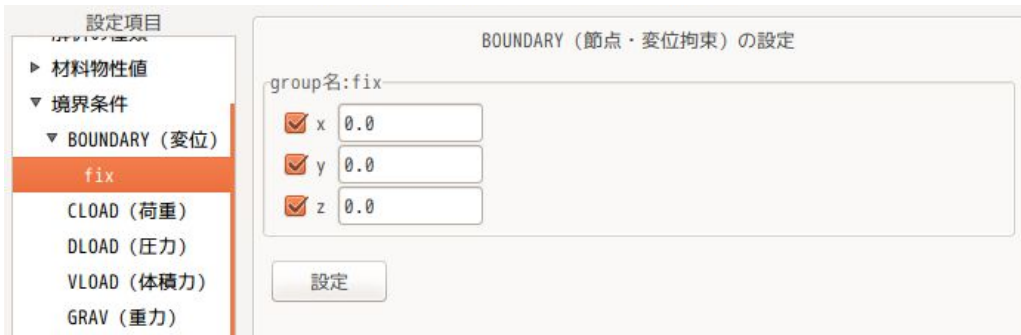 設定項目
▶ 材料物性値
▼ 境界条件
▼ BOUNDARY (変位)
fix
CLOAD (荷重)
DLOAD (圧力)
VLOAD (体積力)
GRAV (重力)
BOUNDARY (節点・変位拘束) の設定
group名:fix
x 0.0
y 0.0
z 0.0
設定